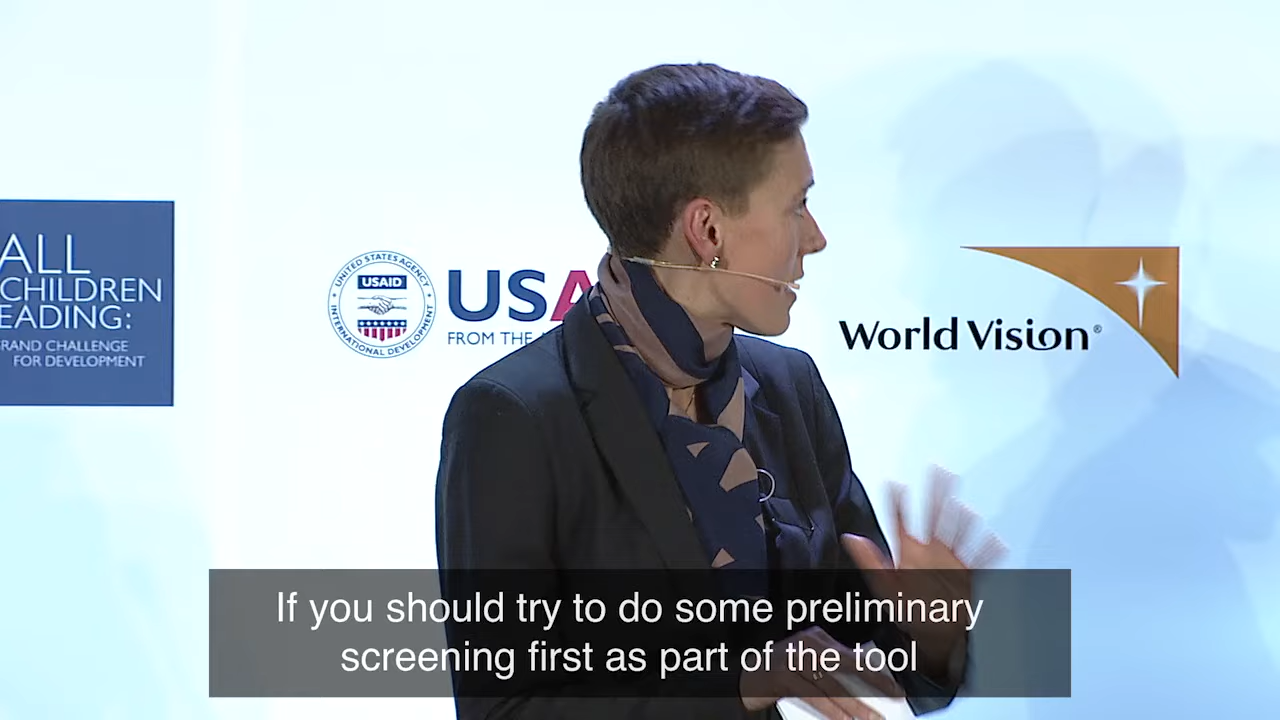 ALL
CHILDREN
EADING:
RAND CHALLENGE
FOR DEVELOPMENT
UNITED STATES AGENCY
USAID
INTERNATIONAL DEVELOPMENT
USA
FROM THE
World Vision®
If you should try to do some preliminary
screening first as part of the tool